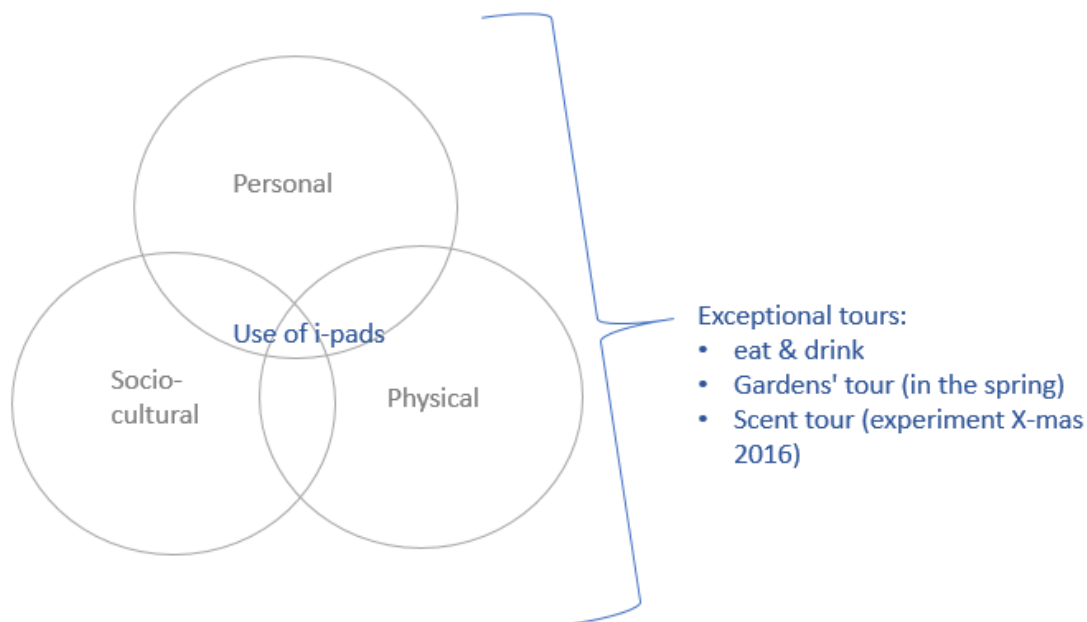 Personal
Use of i-pads
Socio-
cultural
Physical
Exceptional tours:
• eat & drink
• Gardens' tour (in the spring)
• Scent tour (experiment X-mas
2016)